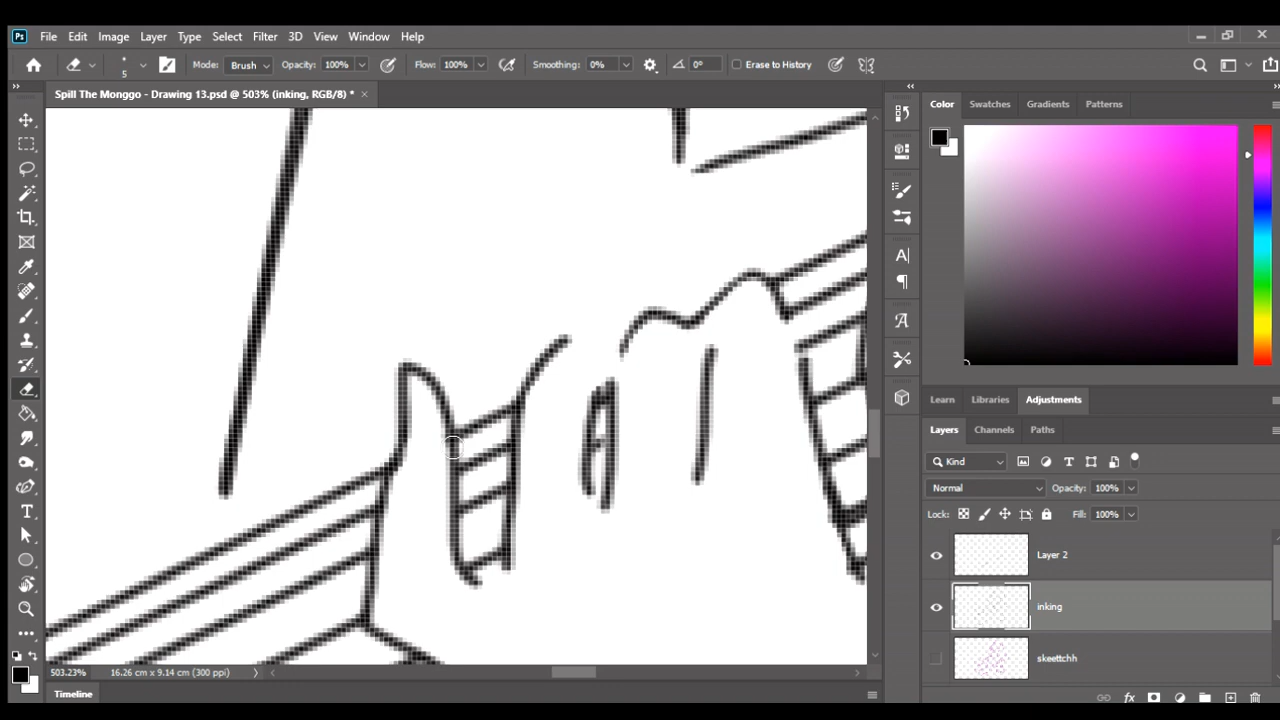 Ps File Edit Image Layer Type Select Filter 3D View Window Help
5 Mode: Brush Opacity: 100% Flow: 100% Smoothing: 0% 0° Erase to History
Spill The Monggo - Drawing 13.psd @ 503% (inking, RGB/8) * ×
Color Swatches Gradients Patterns
Learn Libraries Adjustments
Layers Channels Paths
Kind
Normal Opacity: 100%
Lock: Fill: 100%
Layer 2
inking
skeettchh
503.23% 16.26 cm x 9.14 cm (300 ppi)
Timeline